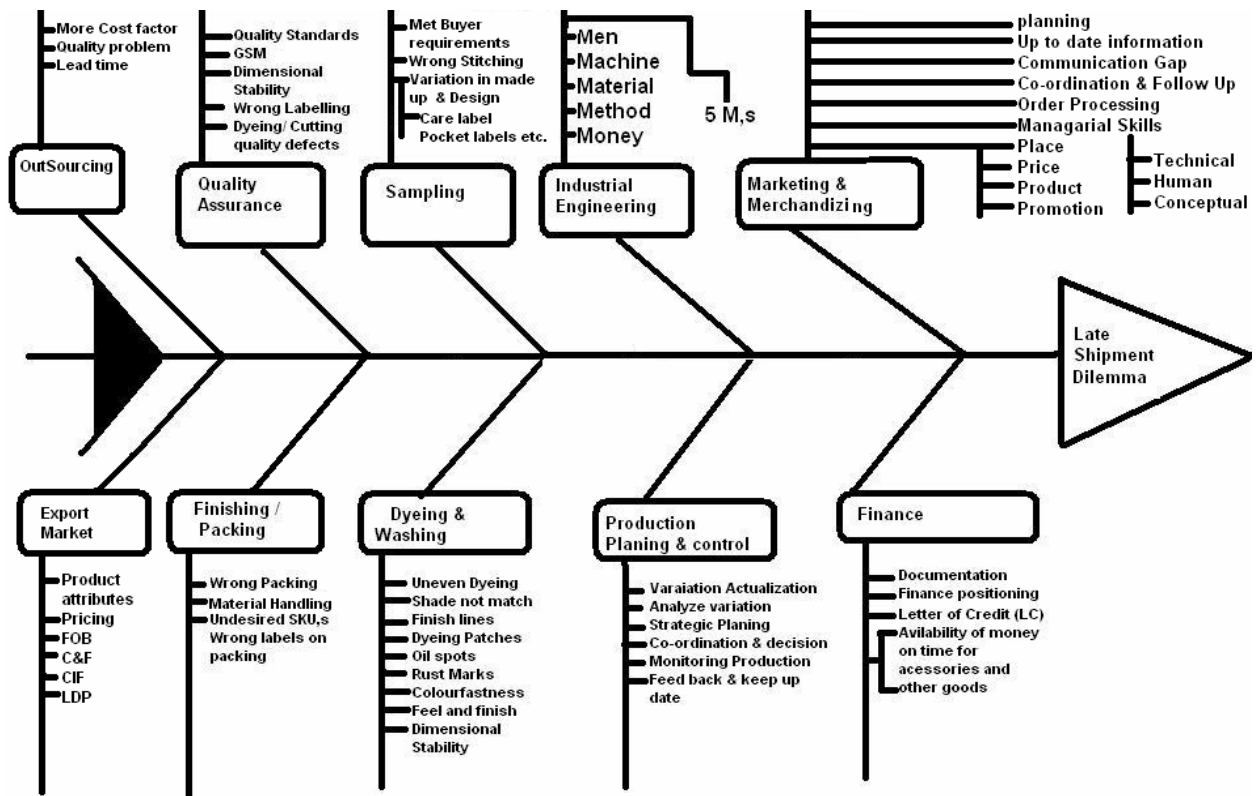 More Cost factor
Quality problem
Lead time
OutSourcing
Quality Standards
GSM
Dimensional
Stability
Wrong Labelling
Dyeing/ Cutting
quality defects
Quality
Assurance
Met Buyer
requirements
Wrong Stitching
Variation in made
up & Design
Care label
Pocket labels etc.
Sampling
Men
Machine
Material
Method
Money
5 M,s
Industrial
Engineering
planning
Up to date information
Communication Gap
Co-ordination & Follow Up
Order Processing
Managarial Skills
Place
Price
Product
Promotion
Technical
Human
Conceptual
Marketing &
Merchandizing
Late
Shipment
Dilemma
Export
Market
Product
attributes
Pricing
FOB
C&F
CIF
LDP
Finishing /
Packing
Wrong Packing
Material Handling
Undesired SKU,s
Wrong labels on
packing
Dyeing &
Washing
Uneven Dyeing
Shade not match
Finish lines
Dyeing Patches
Oil spots
Rust Marks
Colourfastness
Feel and finish
Dimensional
Stability
Production
Planing & control
Varaiation Actualization
Analyze variation
Strategic Planing
Co-ordination & decision
Monitoring Production
Feed back & keep up
date
Finance
Documentation
Finance positioning
Letter of Credit (LC)
Avilability of money
on time for
acessories and
other goods